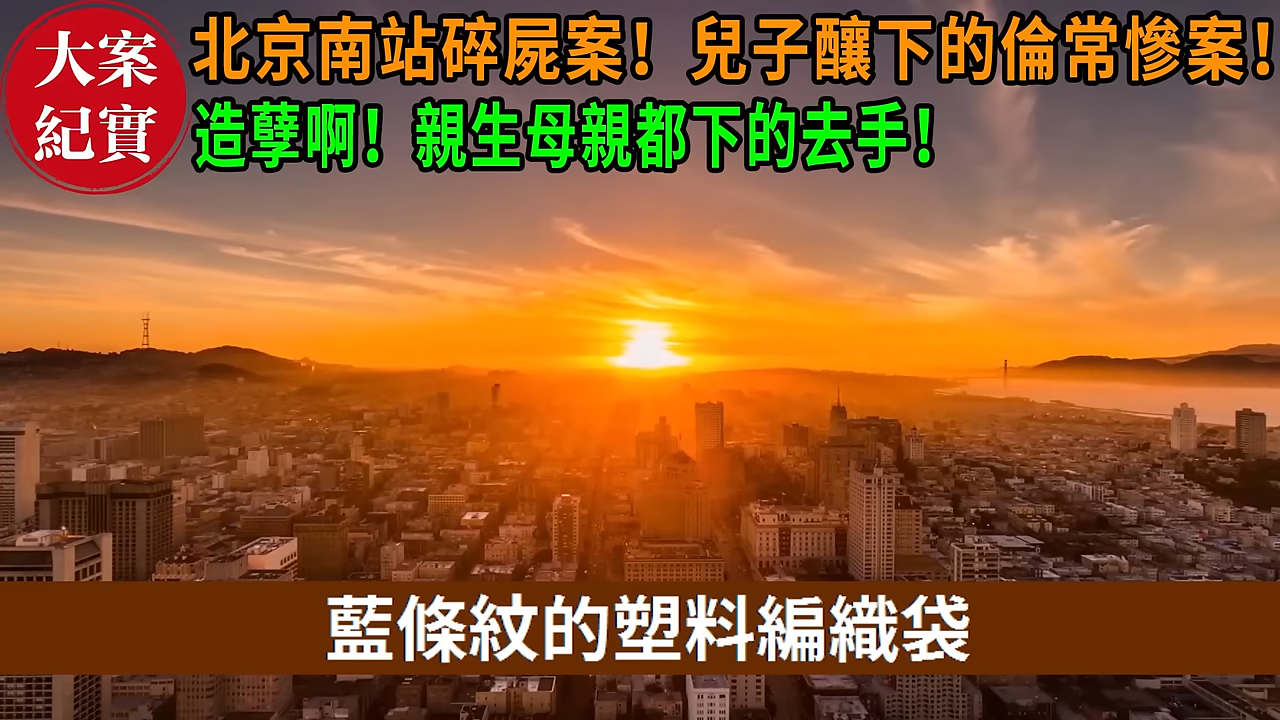 大案
紀實
北京南站碎屍案！兒子釀下的倫常慘案！
造孽啊！親生母親都下的去手！
藍條紋的塑料編織袋